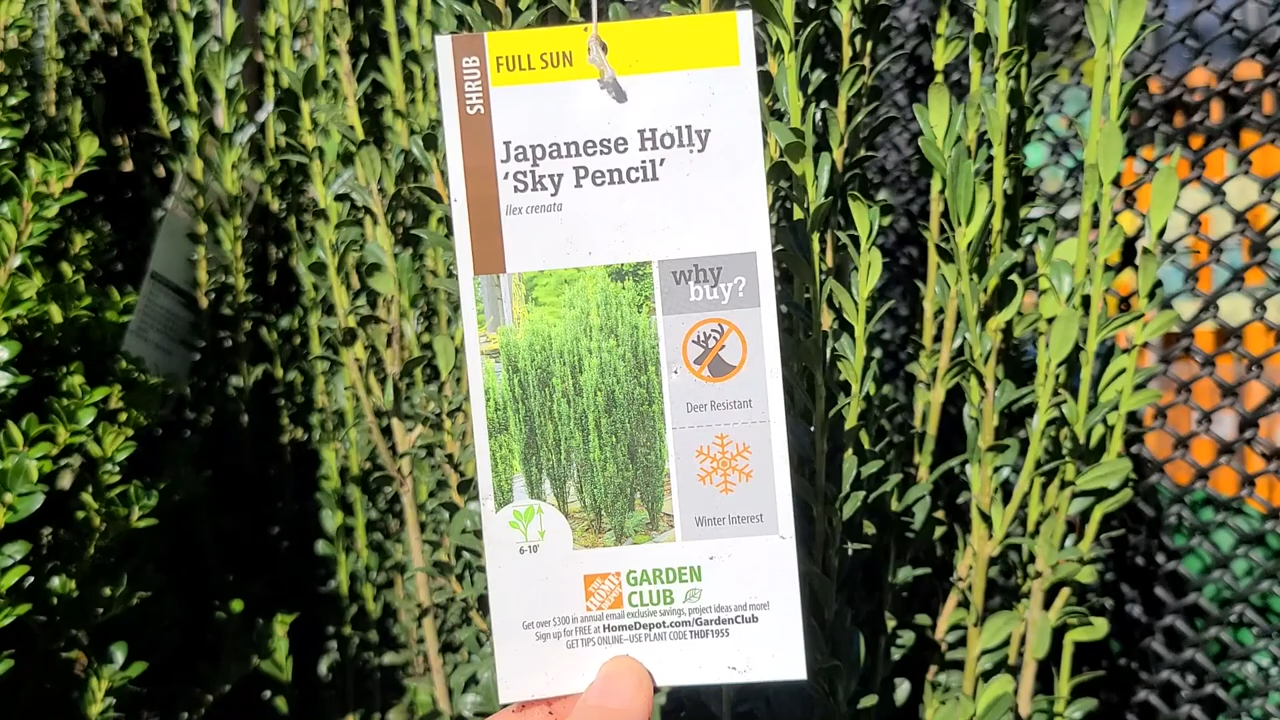 SHRUB
FULL SUN
Japanese Holly
‘Sky Pencil’
Ilex crenata
why
buy?
Deer Resistant
Winter Interest
6-10'
THE HOME DEPOT
GARDEN
CLUB
Get over $300 in annual email exclusive savings, project ideas and more!
Sign up for FREE at HomeDepot.com/GardenClub
GET TIPS ONLINE–USE PLANT CODE THDF1955